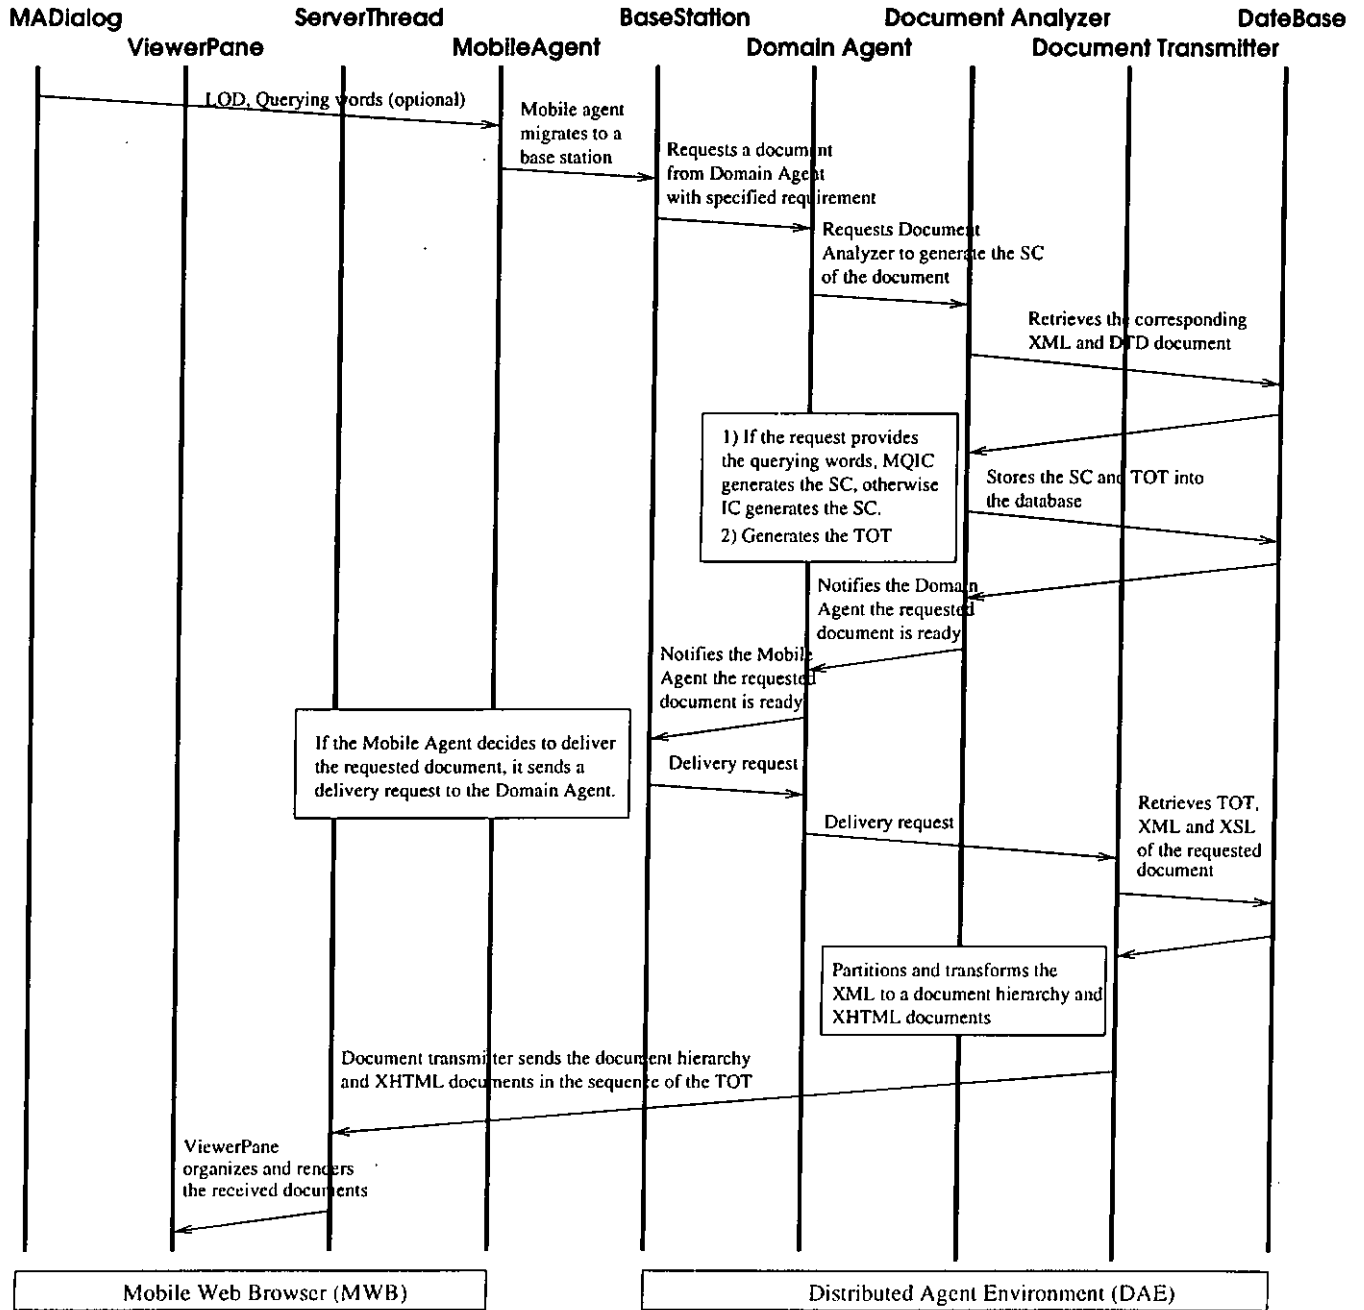 MADialog
ServerThread
BaseStation
Document Analyzer
DateBase
ViewerPane
MobileAgent
Domain Agent
Document Transmitter
LOD, Querying words (optional)
Mobile agent
migrates to a
base station
Requests a document
from Domain Agent
with specified requirement
Requests Document
Analyzer to generate the SC
of the document
Retrieves the corresponding
XML and DTD document
1) If the request provides
the querying words, MQIC
generates the SC, otherwise
IC generates the SC.
2) Generates the TOT
Stores the SC and TOT into
the database
Notifies the Domain
Agent the requested
document is ready
Notifies the Mobile
Agent the requested
document is ready
If the Mobile Agent decides to deliver
the requested document, it sends a
delivery request to the Domain Agent.
Delivery request
Delivery request
Retrieves TOT,
XML and XSL
of the requested
document
Partitions and transforms the
XML to a document hierarchy and
XHTML documents
Document transmitter sends the document hierarchy
and XHTML documents in the sequence of the TOT
ViewerPane
organizes and renders
the received documents
Mobile Web Browser (MWB)
Distributed Agent Environment (DAE)